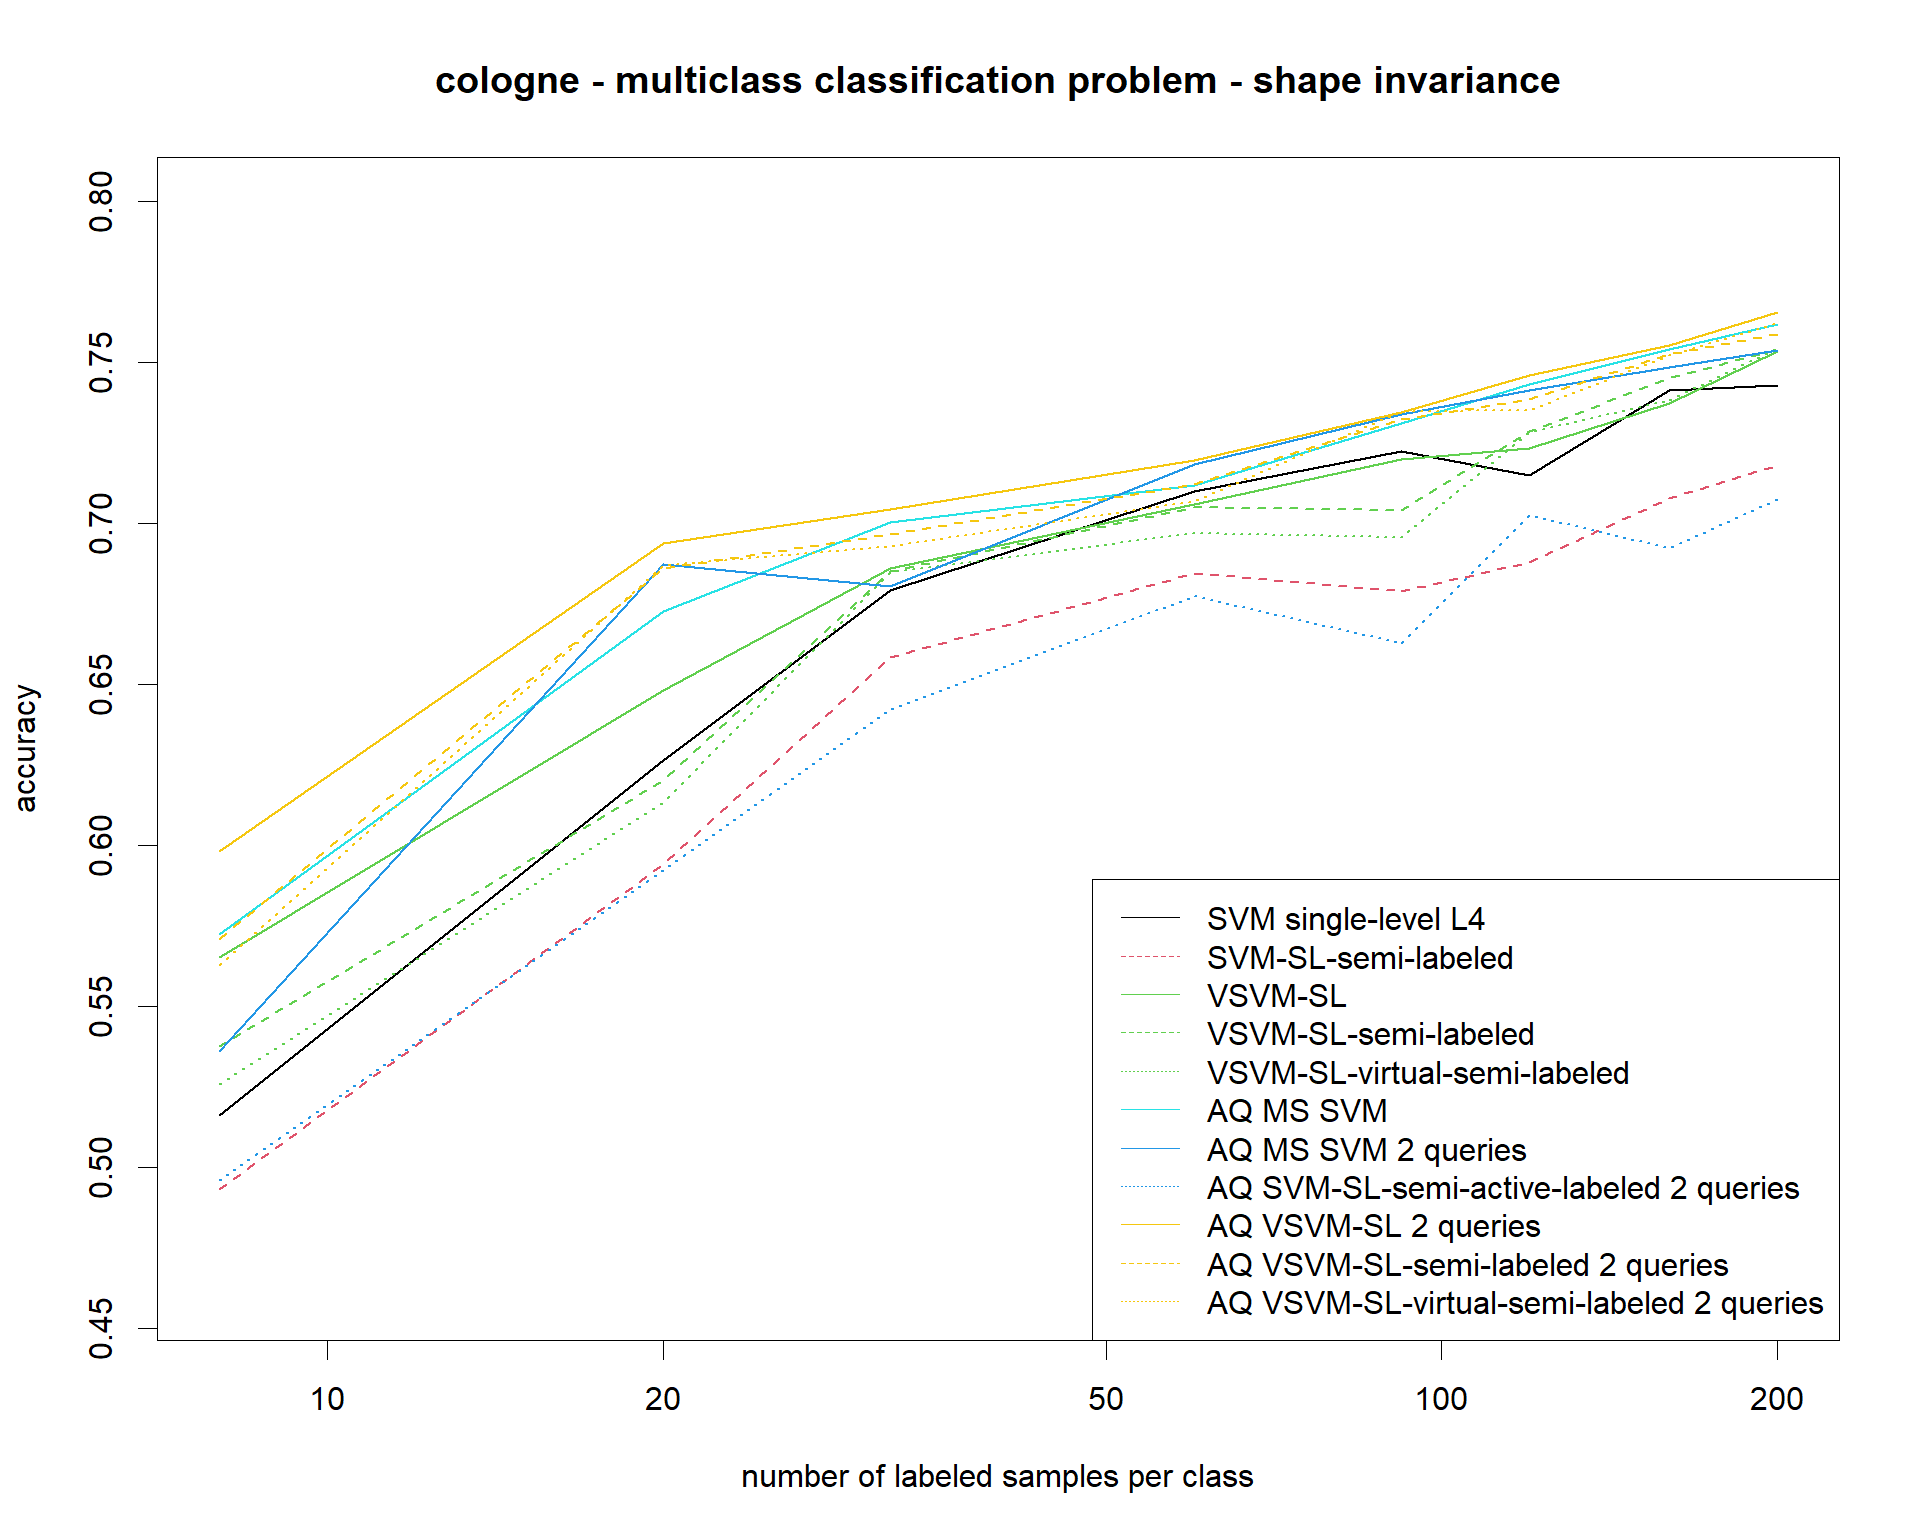 cologne - multiclass classification problem - shape invariance
0.80
0.75
0.70
0.65
0.60
0.55
0.50
0.45
accuracy
SVM single-level L4
SVM-SL-semi-labeled
VSVM-SL
VSVM-SL-semi-labeled
VSVM-SL-virtual-semi-labeled
AQ MS SVM
AQ MS SVM 2 queries
AQ SVM-SL-semi-active-labeled 2 queries
AQ VSVM-SL 2 queries
AQ VSVM-SL-semi-labeled 2 queries
AQ VSVM-SL-virtual-semi-labeled 2 queries
10 20 50 100 200
number of labeled samples per class